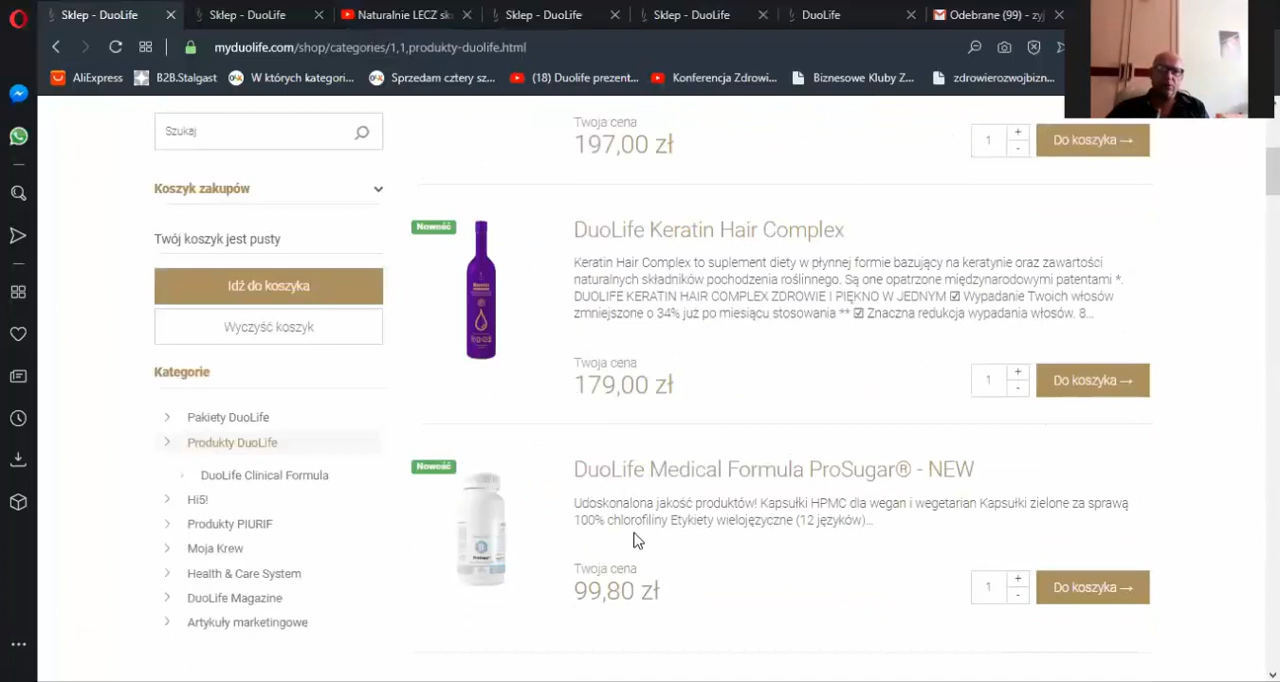 Sklep - DuoLife
Sklep - DuoLife
Naturalnie LECZ sk
Sklep - DuoLife
Sklep - DuoLife
DuoLife
Odebrane (99) - zyj
myduolife.com/shop/categories/1,1,produkty-duolife.html
AliExpress
B2B.Stalgast
W których kategori...
Sprzedam cztery sz...
(18) Duolife prezent...
Konferencja Zdrowi...
Biznesowe Kluby Z...
zdrowierozwojbizn...
Szukaj
Koszyk zakupów
Twój koszyk jest pusty
Idź do koszyka
Wyczyść koszyk
Kategorie
Pakiety DuoLife
Produkty DuoLife
DuoLife Clinical Formula
Hi5!
Produkty PIURIF
Moja Krew
Health & Care System
DuoLife Magazine
Artykuły marketingowe
Twoja cena
197,00 zł
1
+
-
Do koszyka →
Nowość
DuoLife Keratin Hair Complex
Keratin Hair Complex to suplement diety w płynnej formie bazujący na keratynie oraz zawartości
naturalnych składników pochodzenia roślinnego. Są one opatrzone międzynarodowymi patentami *.
DUOLIFE KERATIN HAIR COMPLEX ZDROWIE I PIĘKNO W JEDNYM ☑ Wypadanie Twoich włosów
zmniejszone o 34% już po miesiącu stosowania ** ☑ Znaczna redukcja wypadania włosów. 8...
Twoja cena
179,00 zł
1
+
-
Do koszyka →
Nowość
DuoLife Medical Formula ProSugar® - NEW
Udoskonalona jakość produktów! Kapsułki HPMC dla wegan i wegetarian Kapsułki zielone za sprawą
100% chlorofiliny Etykiety wielojęzyczne (12 języków)...
Twoja cena
99,80 zł
1
+
-
Do koszyka →